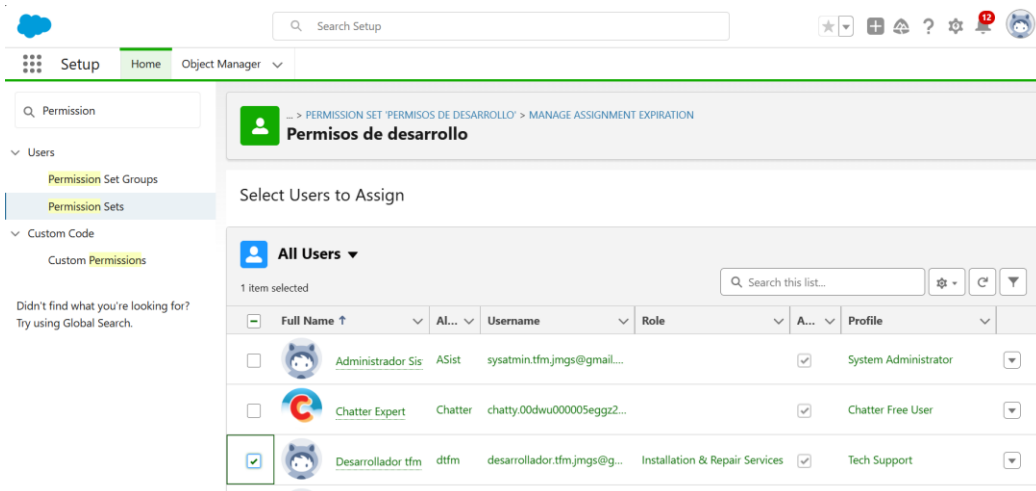 Search Setup
12
Setup Home Object Manager
Permission
... > PERMISSION SET 'PERMISOS DE DESARROLLO' > MANAGE ASSIGNMENT EXPIRATION
Permisos de desarrollo
Users
Permission Set Groups
Permission Sets
Custom Code
Custom Permissions
Didn't find what you're looking for?
Try using Global Search.
Select Users to Assign
All Users
1 item selected
Search this list...
Full Name Al... Username Role A... Profile
Administrador Sis ASist sysatmin.tfm.jmgs@gmail.... System Administrator
Chatter Expert Chatter chatty.00dwu000005eggz2... Chatter Free User
Desarrollador tfm dtfm desarrollador.tfm.jmgs@g... Installation & Repair Services Tech Support